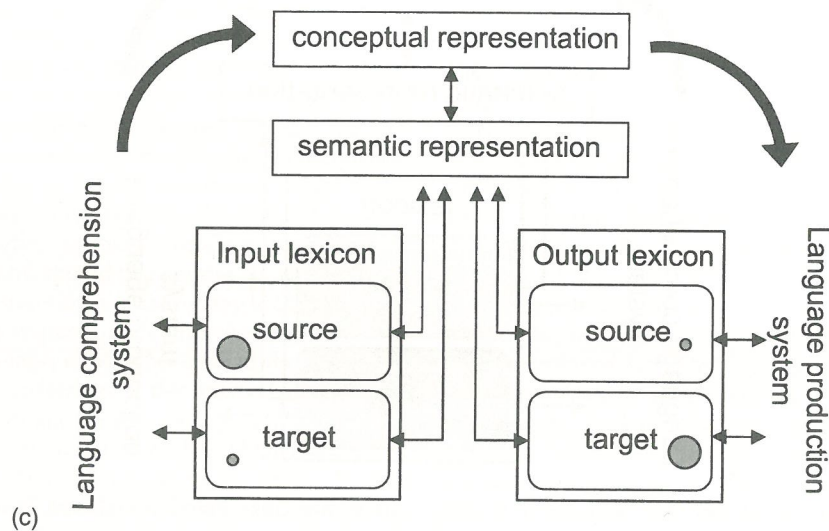 conceptual representation
semantic representation
Language comprehension
system
Input lexicon
source
target
Output lexicon
source
target
Language production
system
(c)